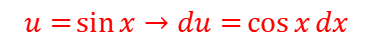 u = sin x → du = cos x dx